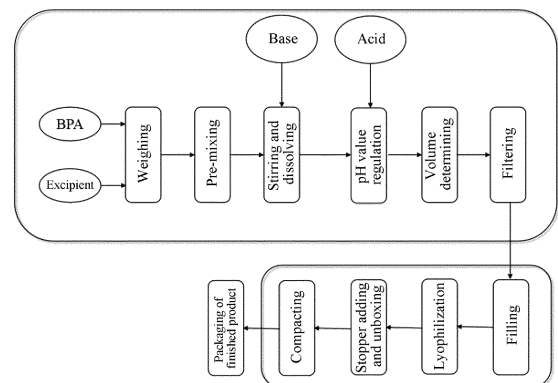 Base
Acid
BPA
Excipient
Weighing
Pre-mixing
Stirring and
dissolving
pH value
regulation
Volume
determining
Filtering
Packaging of
finished product
Compacting
Stopper adding
and unboxing
Lyophilization
Filling